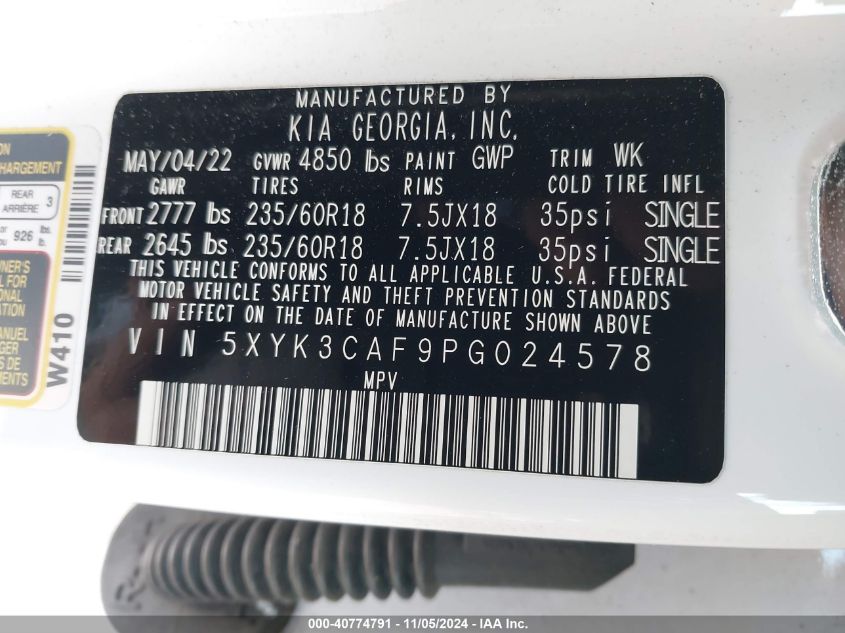 MANUFACTURED BY
KIA GEORGIA, INC.
MAY/04/22 GVWR 4850 lbs PAINT GWP TRIM WK
GAWR TIRES RIMS COLD TIRE INFL
FRONT 2777 lbs 235/60R18 7.5JX18 35psi SINGLE
REAR 2645 lbs 235/60R18 7.5JX18 35psi SINGLE
THIS VEHICLE CONFORMS TO ALL APPLICABLE U.S.A. FEDERAL
MOTOR VEHICLE SAFETY AND THEFT PREVENTION STANDARDS
IN EFFECT ON THE DATE OF MANUFACTURE SHOWN ABOVE
VIN 5XYK3CAF9PG024578
MPV
REAR
ARRIÈRE 3
926 lbs.
lb.
W410
000-40774791 - 11/05/2024 - IAA Inc.